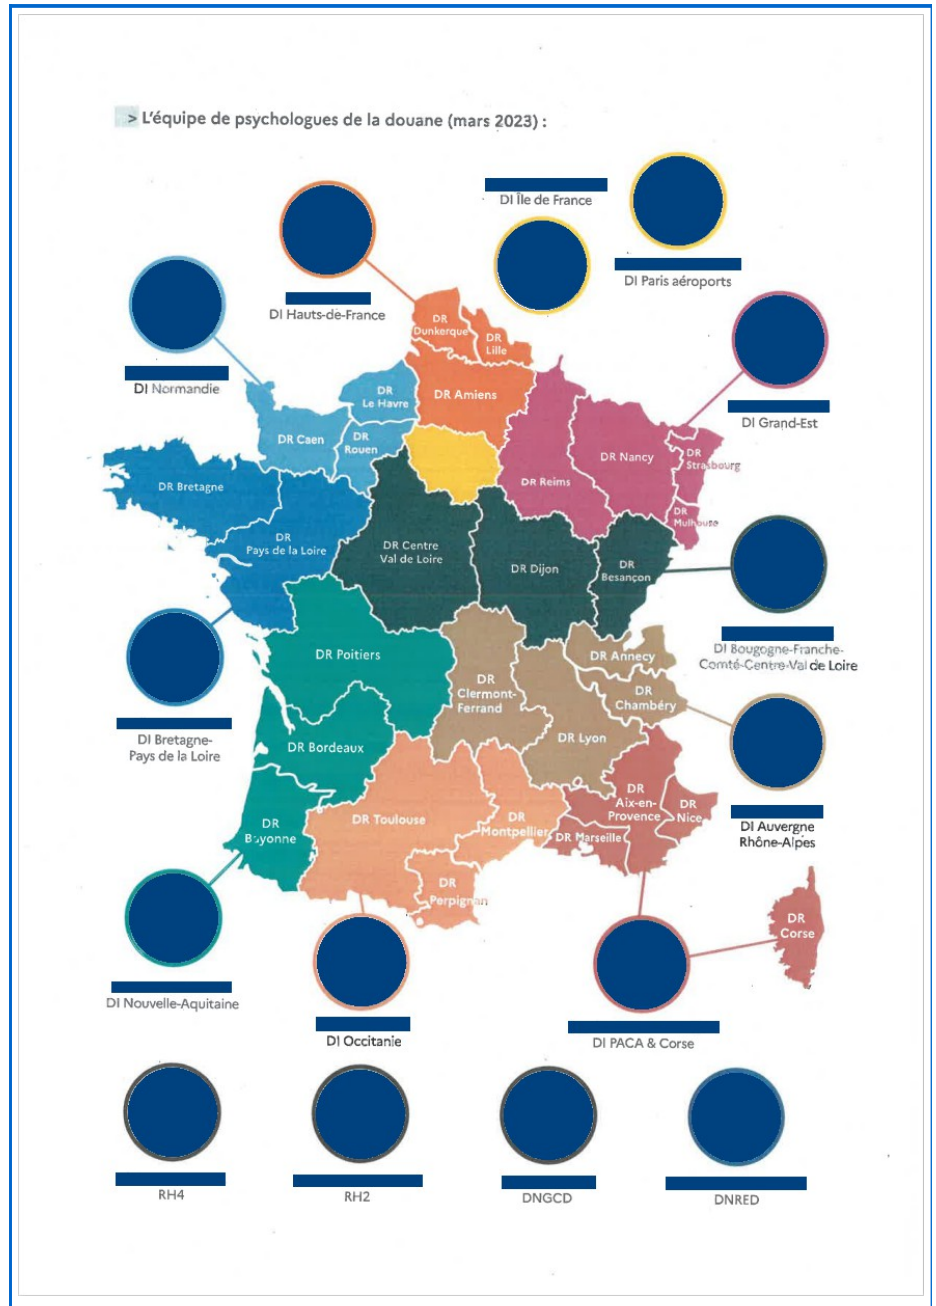 > L'équipe de psychologues de la douane (mars 2023) :
DI Île de France
DI Paris aéroports
DI Hauts-de-France
DI Normandie
DI Grand-Est
DR
Dunkerque
DR
Lille
DR Amiens
DR
Le Havre
DR Caen
DR
Rouen
DR Reims
DR Nancy
DR
Strasbourg
DR
Mulhouse
DR Bretagne
DR
Pays de la Loire
DR Centre
Val de Loire
DR Dijon
DR
Besançon
DI Bougogne-Franche-
Comté-Centre-Val de Loire
DR Poitiers
DR
Clermont-
Ferrand
DR Annecy
DR
Chambéry
DR Lyon
DI Bretagne-
Pays de la Loire
DR Bordeaux
DR
Bayonne
DR Toulouse
DR
Montpellier
DR
Perpignan
DR
Aix-en-
Provence
DR
Nice
DR Marseille
DI Auvergne
Rhône-Alpes
DR
Corse
DI Nouvelle-Aquitaine
DI Occitanie
DI PACA & Corse
RH4
RH2
DNGCD
DNRED